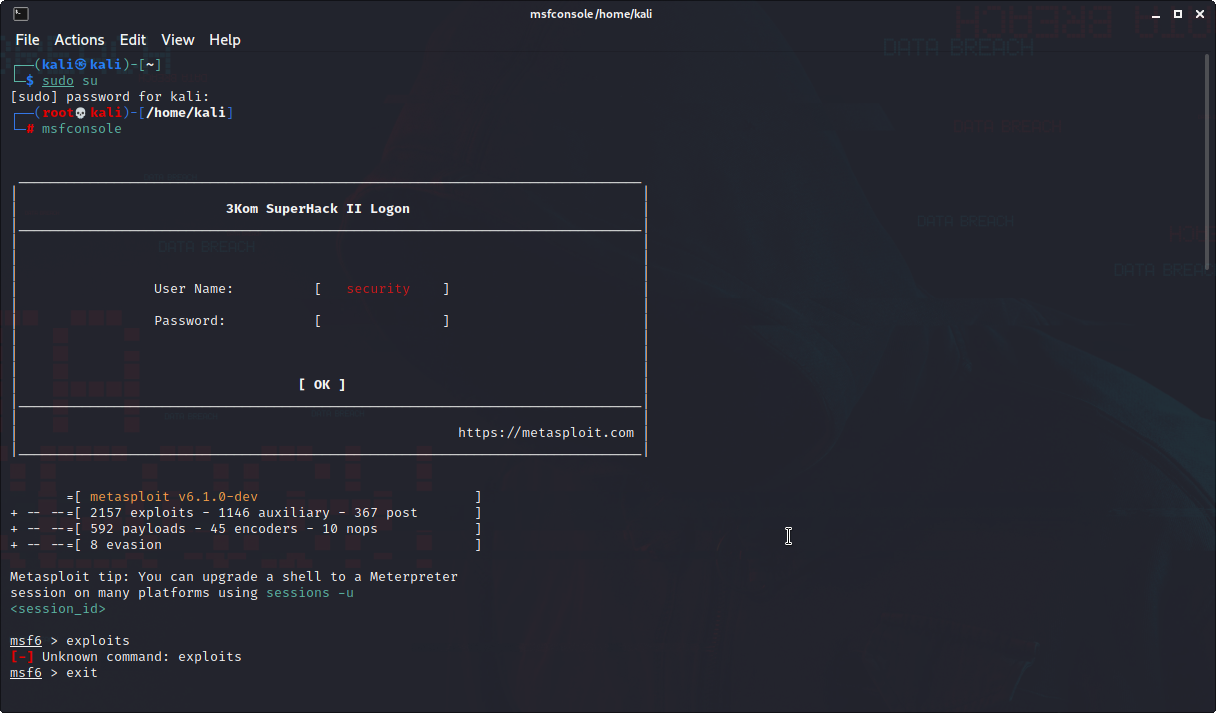 msfconsole/home/kali
File Actions Edit View Help
┌──(kali㉿kali)-[~]
└─$ sudo su
[sudo] password for kali:
┌──(root💀kali)-[/home/kali]
└─# msfconsole
3Kom SuperHack II Logon
User Name: [ security ]
Password: [ ]
[ OK ]
https://metasploit.com
=[ metasploit v6.1.0-dev ]
+ -- --=[ 2157 exploits - 1146 auxiliary - 367 post ]
+ -- --=[ 592 payloads - 45 encoders - 10 nops ]
+ -- --=[ 8 evasion ]
Metasploit tip: You can upgrade a shell to a Meterpreter
session on many platforms using sessions -u
<session_id>
msf6 > exploits
[-] Unknown command: exploits
msf6 > exit
DATA BREACH
DATA BREACH
DATA BREACH
DATA BREACH